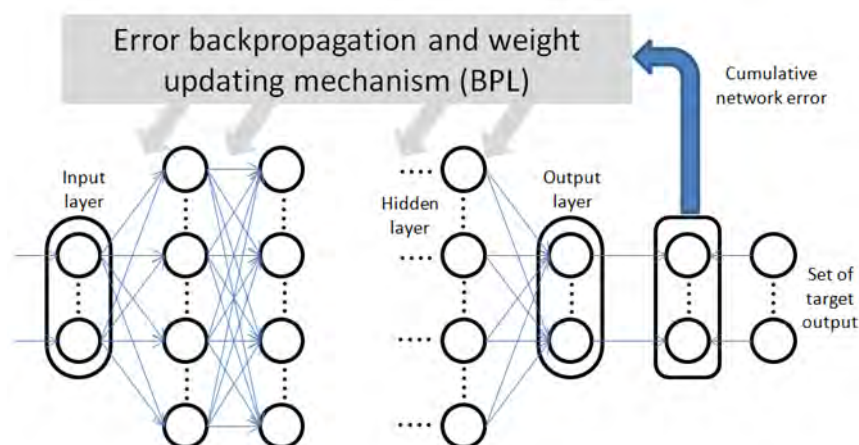 Error backpropagation and weight
updating mechanism (BPL)
Cumulative
network error
Input
layer
Hidden
layer
Output
layer
Set of
target
output